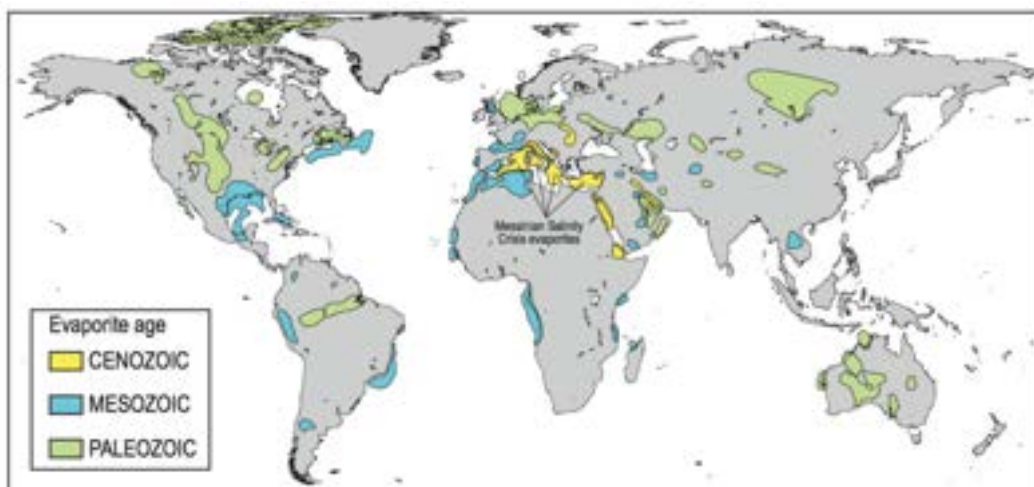 Messinian Salinity
Crisis evaporites
Evaporite age
CENOZOIC
MESOZOIC
PALEOZOIC